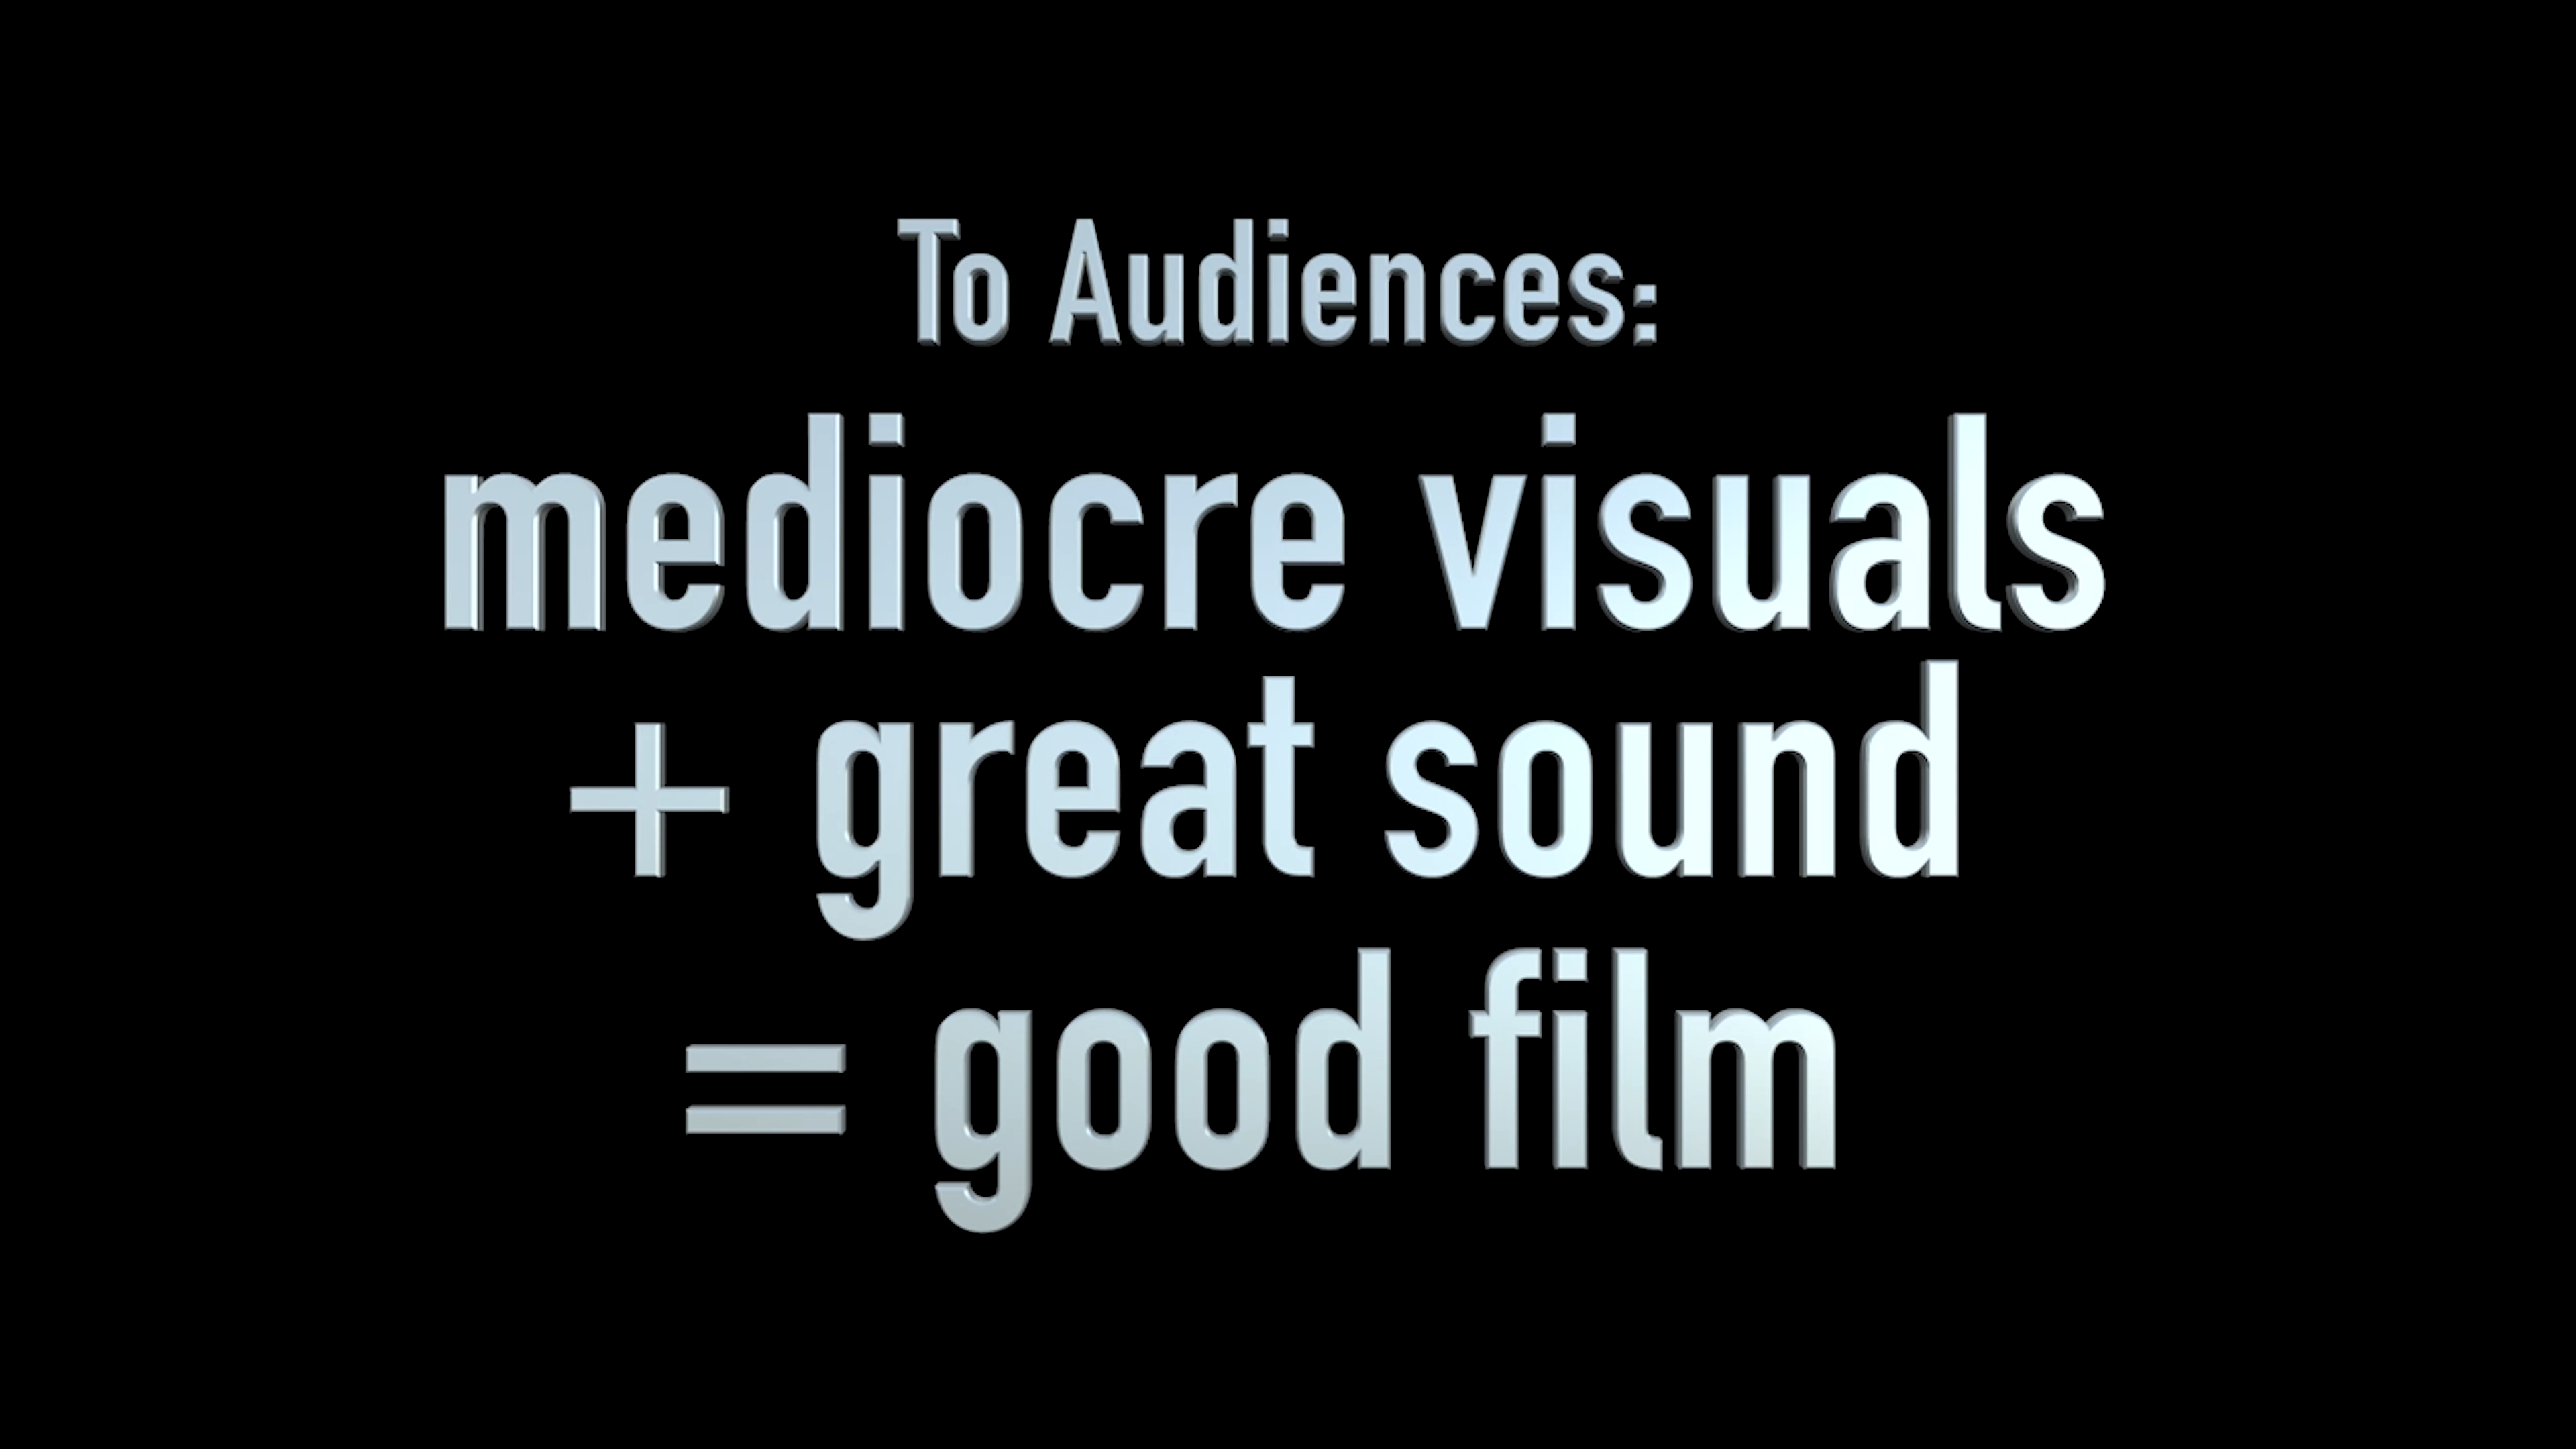 To Audiences:
mediocre visuals
+ great sound
= good film